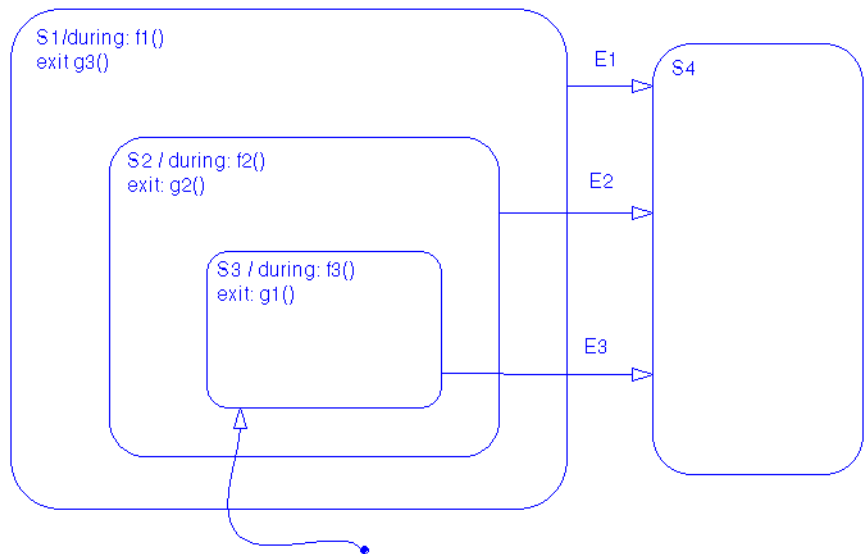 S1/during: f1()
exit g3()
E1
S4
S2 / during: f2()
exit: g2()
E2
S3 / during: f3()
exit: g1()
E3